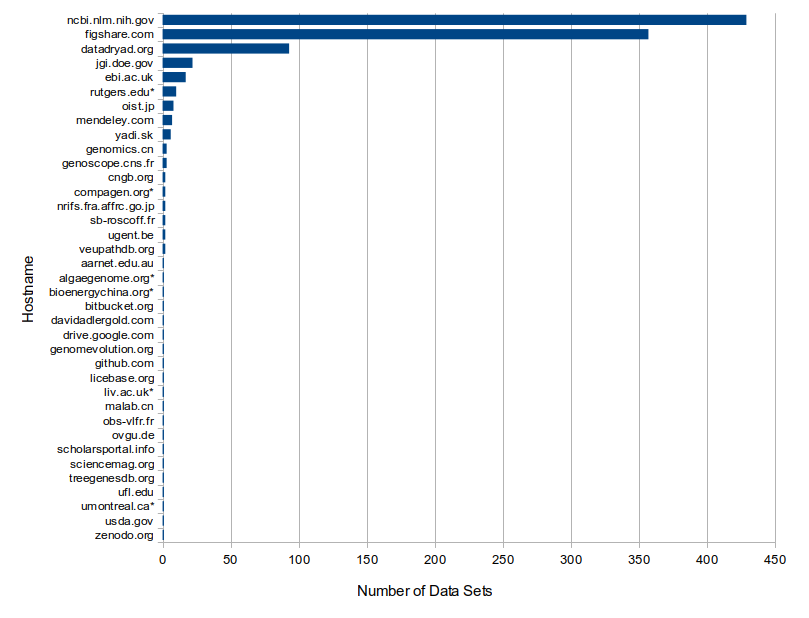 ncbi.nlm.nih.gov
figshare.com
datadryad.org
jgi.doe.gov
ebi.ac.uk
rutgers.edu*
oist.jp
mendeley.com
yadi.sk
genomics.cn
genoscope.cns.fr
cngb.org
compagen.org*
nrifs.fra.affrc.go.jp
sb-roscoff.fr
ugent.be
veupathdb.org
aarnet.edu.au
algaegenome.org*
bioenergychina.org*
bitbucket.org
davidadlergold.com
drive.google.com
genomevolution.org
github.com
licebase.org
liv.ac.uk*
malab.cn
obs-vlfr.fr
ovgu.de
scholarsportal.info
sciencemag.org
treegenesdb.org
ufl.edu
umontreal.ca*
usda.gov
zenodo.org
Hostname
0 50 100 150 200 250 300 350 400 450
Number of Data Sets